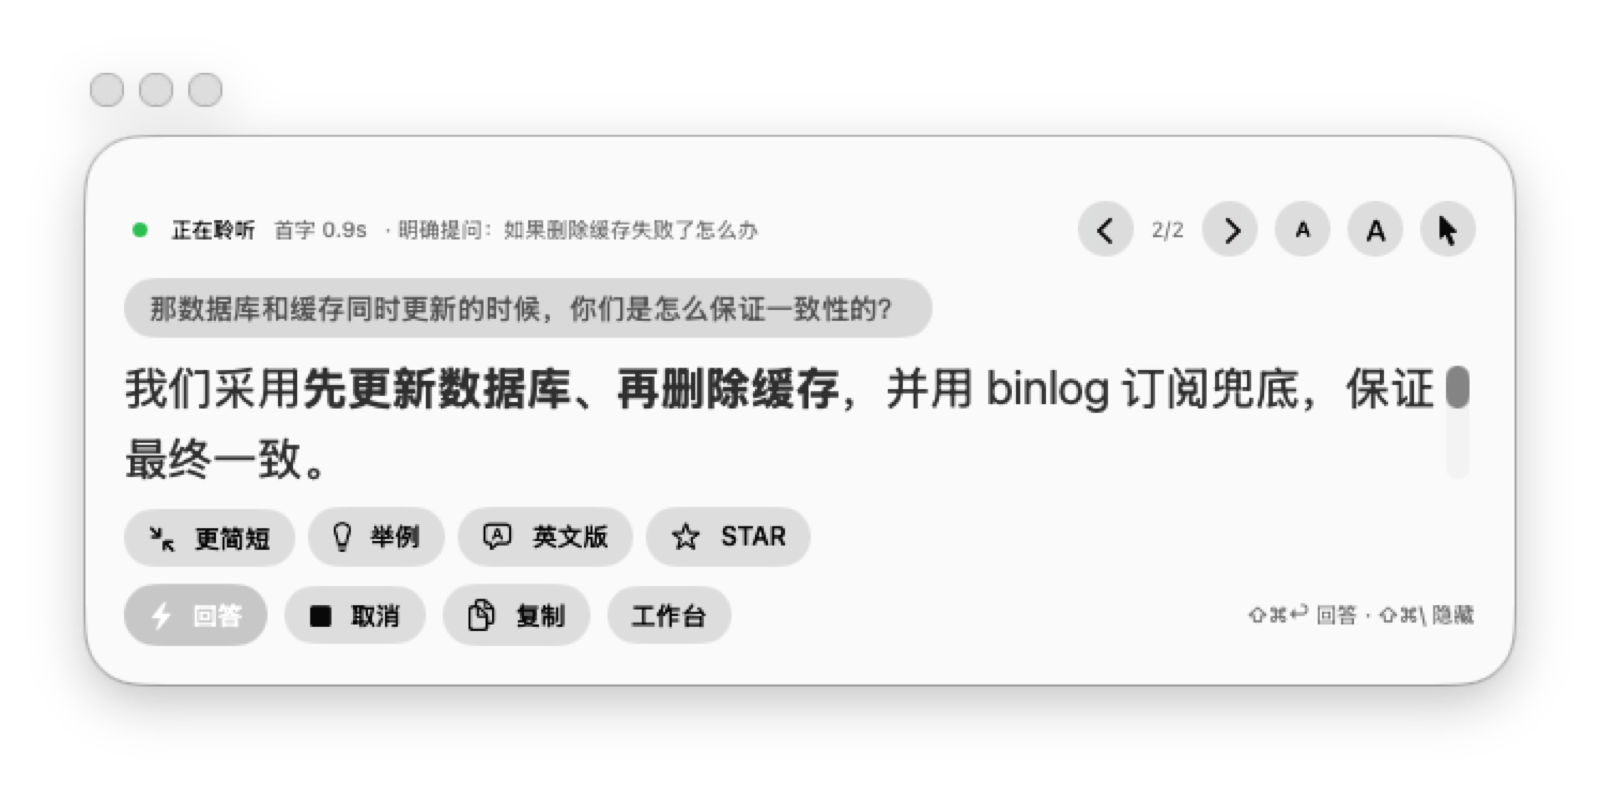 正在聆听 首字 0.9s · 明确提问：如果删除缓存失败了怎么办 2/2 A A
那数据库和缓存同时更新的时候，你们是怎么保证一致性的？
我们采用先更新数据库、再删除缓存，并用 binlog 订阅兜底，保证
最终一致。
更简短 举例 A 英文版 STAR
回答 取消 复制 工作台 ⇧⌘↩ 回答 · ⇧⌘\ 隐藏